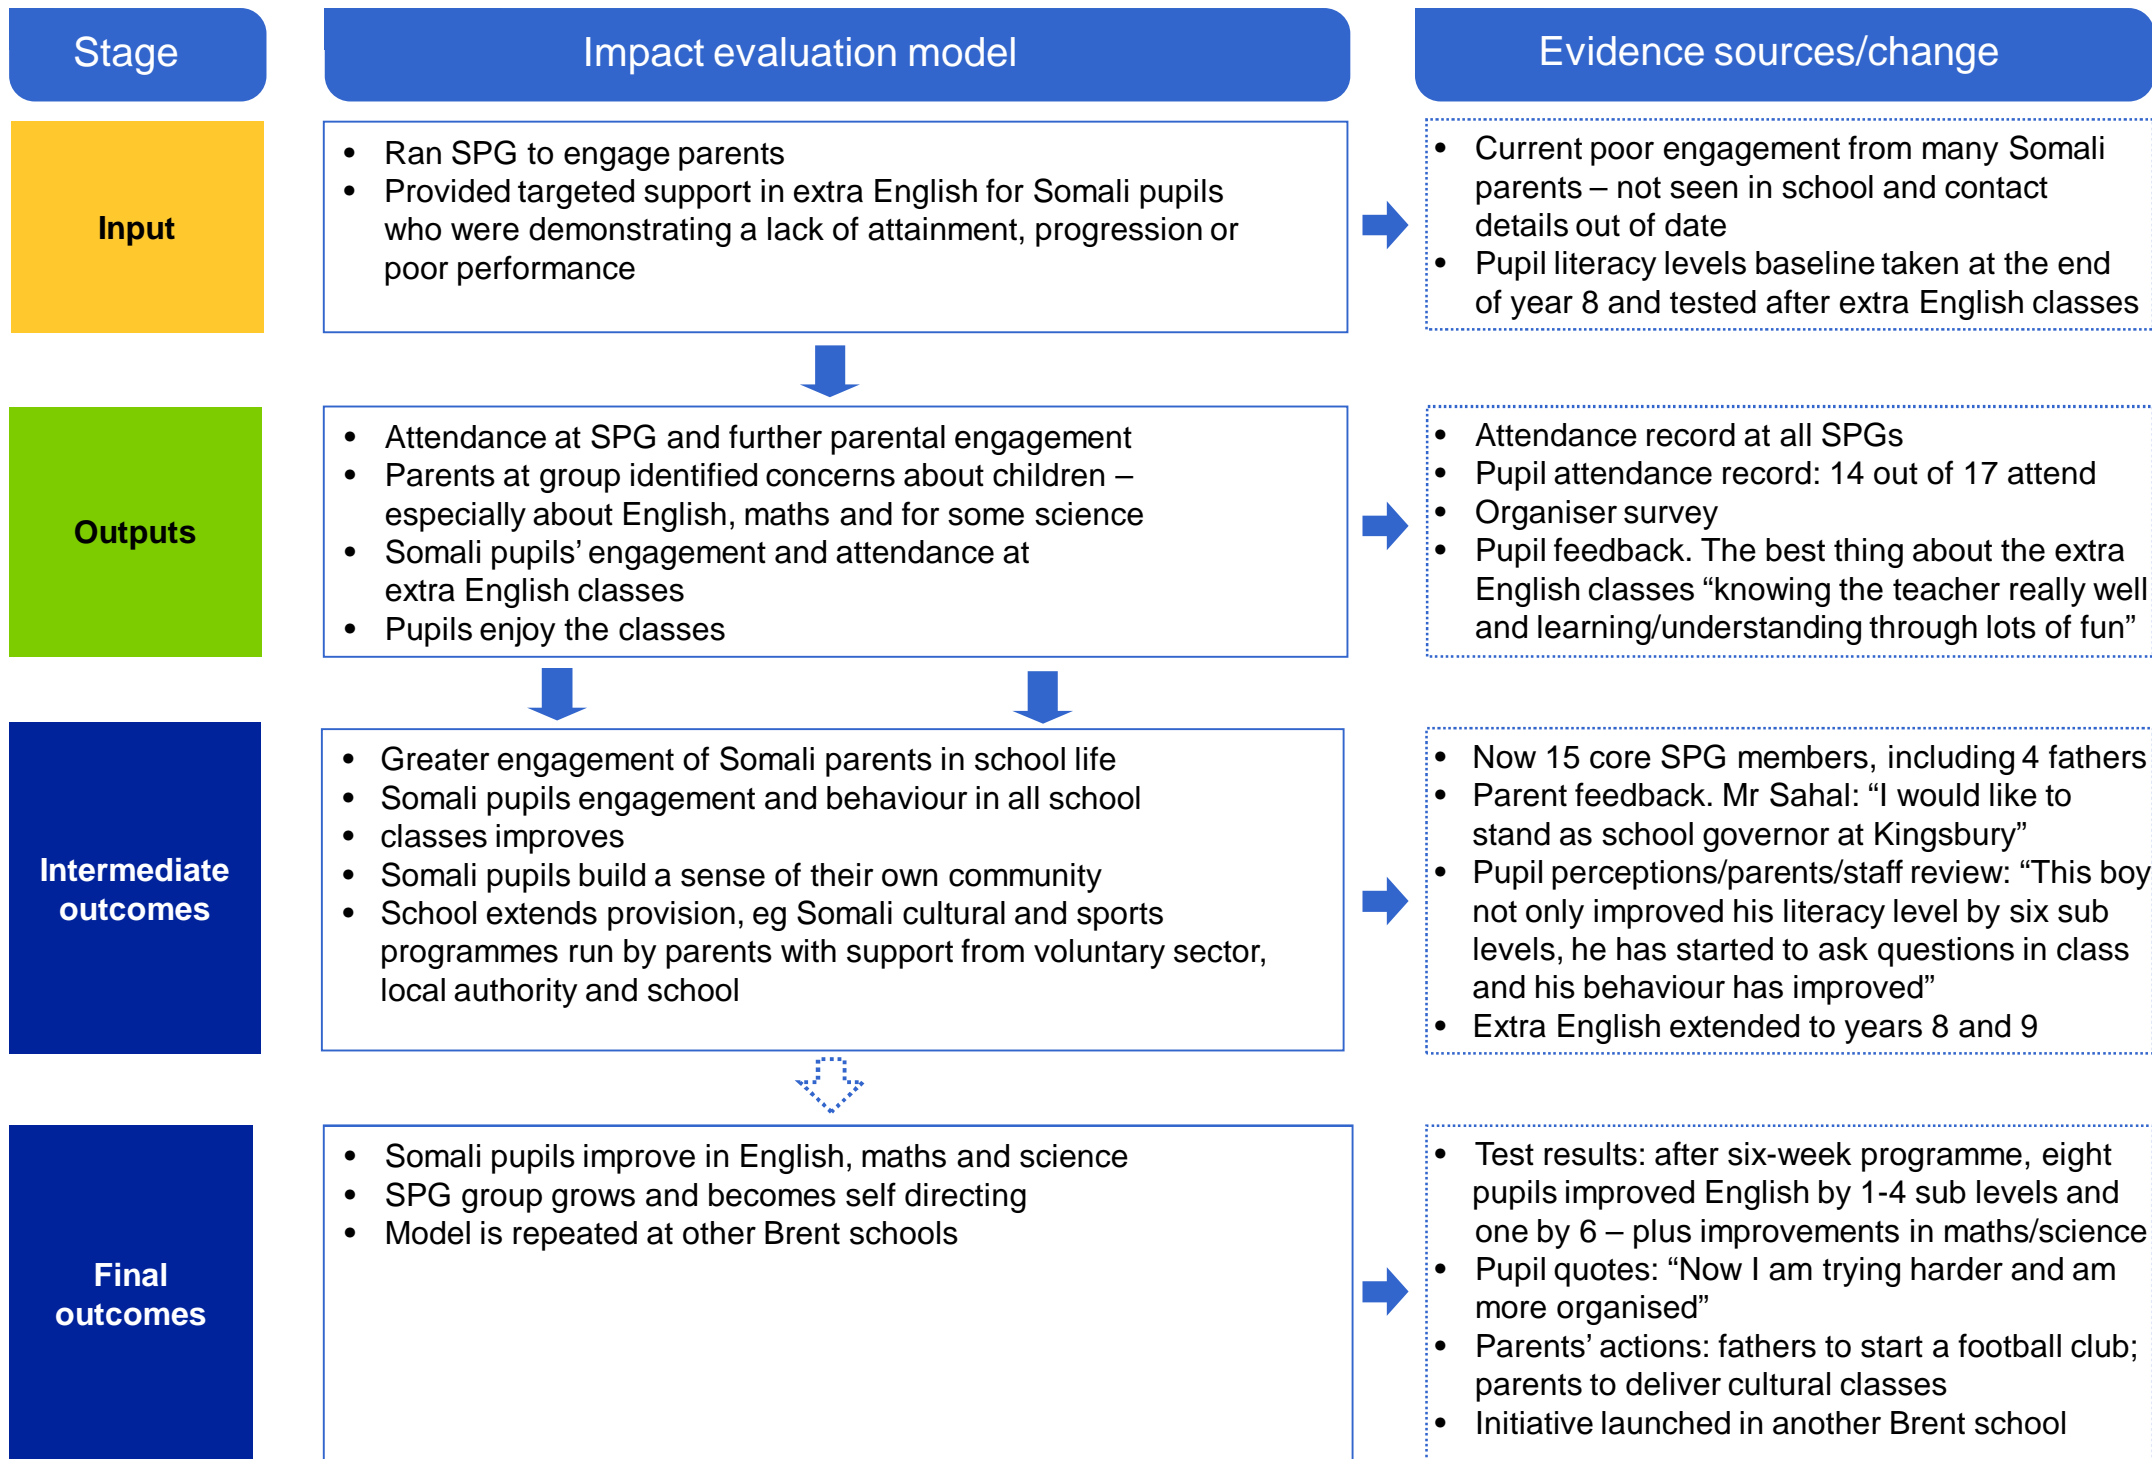 Stage
Impact evaluation model
Evidence sources/change
Input
• Ran SPG to engage parents
• Provided targeted support in extra English for Somali pupils
who were demonstrating a lack of attainment, progression or
poor performance
• Current poor engagement from many Somali
parents – not seen in school and contact
details out of date
• Pupil literacy levels baseline taken at the end
of year 8 and tested after extra English classes
Outputs
• Attendance at SPG and further parental engagement
• Parents at group identified concerns about children –
especially about English, maths and for some science
• Somali pupils’ engagement and attendance at
extra English classes
• Pupils enjoy the classes
• Attendance record at all SPGs
• Pupil attendance record: 14 out of 17 attend
• Organiser survey
• Pupil feedback. The best thing about the extra
English classes “knowing the teacher really well
and learning/understanding through lots of fun”
Intermediate
outcomes
• Greater engagement of Somali parents in school life
• Somali pupils engagement and behaviour in all school
• classes improves
• Somali pupils build a sense of their own community
• School extends provision, eg Somali cultural and sports
programmes run by parents with support from voluntary sector,
local authority and school
• Now 15 core SPG members, including 4 fathers
• Parent feedback. Mr Sahal: “I would like to
stand as school governor at Kingsbury”
• Pupil perceptions/parents/staff review: “This boy
not only improved his literacy level by six sub
levels, he has started to ask questions in class
and his behaviour has improved”
• Extra English extended to years 8 and 9
Final
outcomes
• Somali pupils improve in English, maths and science
• SPG group grows and becomes self directing
• Model is repeated at other Brent schools
• Test results: after six-week programme, eight
pupils improved English by 1-4 sub levels and
one by 6 – plus improvements in maths/science
• Pupil quotes: “Now I am trying harder and am
more organised”
• Parents’ actions: fathers to start a football club;
parents to deliver cultural classes
• Initiative launched in another Brent school